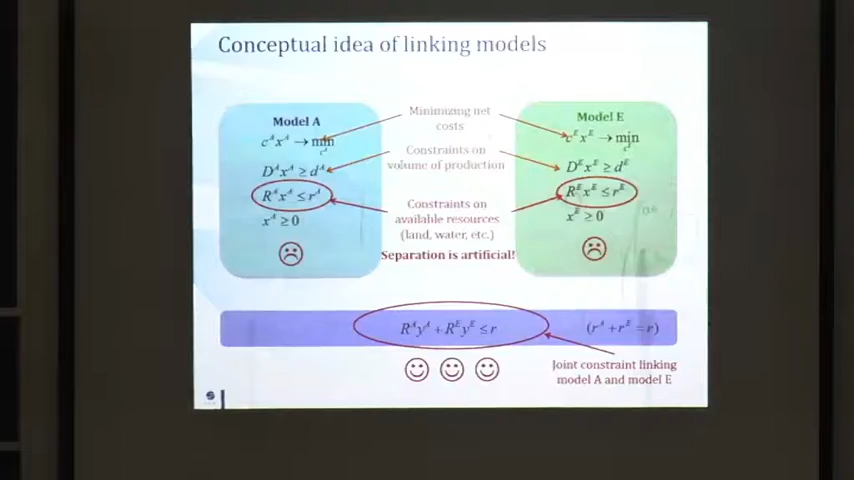 Conceptual idea of linking models
Model A
c^A x^A → min
D^A x^A ≥ d^A
R^A x^A ≤ r^A
x^A ≥ 0
Minimizing net
costs
Constraints on
volume of production
Constraints on
available resources
(land, water, etc.)
Separation is artificial!
Model E
c^E x^E → min
D^E x^E ≥ d^E
R^E x^E ≤ r^E
x^E ≥ 0
R^A y^A + R^E y^E ≤ r
(r^A + r^E = r)
Joint constraint linking
model A and model E